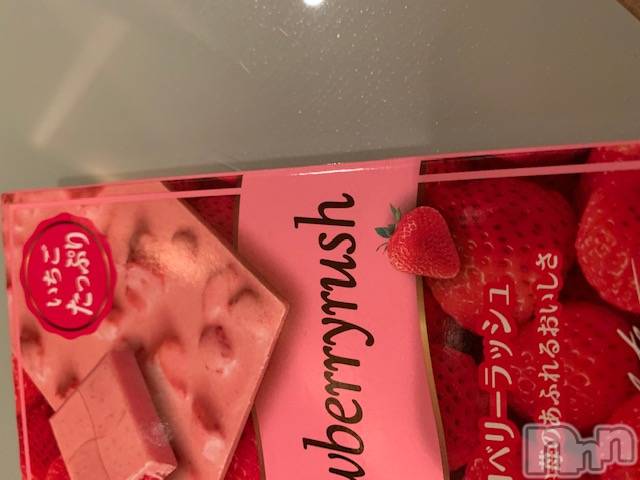 いちご
たっぷり
wberryrush
ベリーラッシュ
のあふれるおいしさ